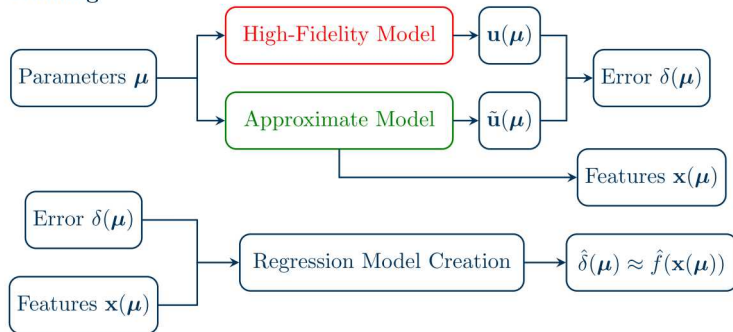 High-Fidelity Model
u(μ)
Parameters μ
Error δ(μ)
Approximate Model
ũ(μ)
Features x(μ)
Error δ(μ)
Regression Model Creation
δ̂(μ) ≈ f̂(x(μ))
Features x(μ)